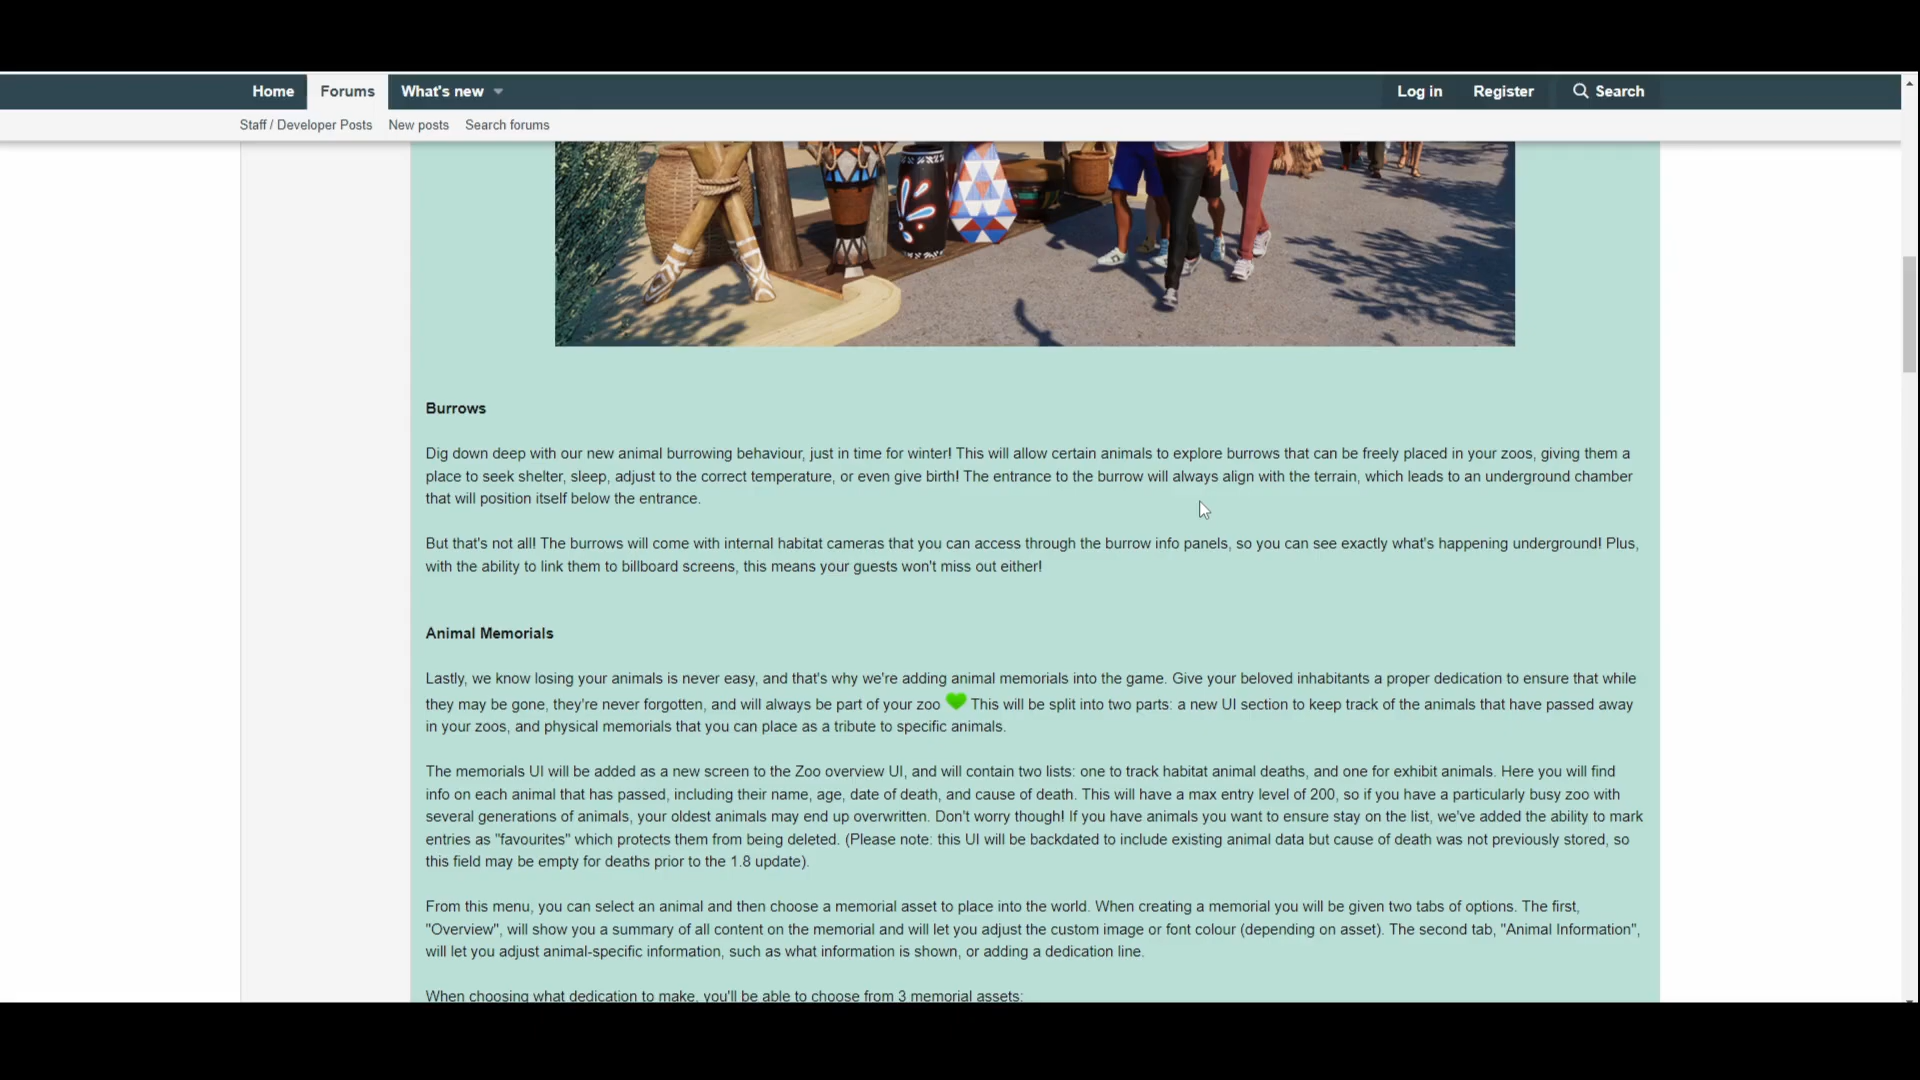 Home Forums What's new Log in Register Search
Staff / Developer Posts New posts Search forums
Burrows
Dig down deep with our new animal burrowing behaviour, just in time for winter! This will allow certain animals to explore burrows that can be freely placed in your zoos, giving them a
place to seek shelter, sleep, adjust to the correct temperature, or even give birth! The entrance to the burrow will always align with the terrain, which leads to an underground chamber
that will position itself below the entrance.
But that's not all! The burrows will come with internal habitat cameras that you can access through the burrow info panels, so you can see exactly what's happening underground! Plus,
with the ability to link them to billboard screens, this means your guests won't miss out either!
Animal Memorials
Lastly, we know losing your animals is never easy, and that's why we're adding animal memorials into the game. Give your beloved inhabitants a proper dedication to ensure that while
they may be gone, they're never forgotten, and will always be part of your zoo This will be split into two parts: a new UI section to keep track of the animals that have passed away
in your zoos, and physical memorials that you can place as a tribute to specific animals.
The memorials UI will be added as a new screen to the Zoo overview UI, and will contain two lists: one to track habitat animal deaths, and one for exhibit animals. Here you will find
info on each animal that has passed, including their name, age, date of death, and cause of death. This will have a max entry level of 200, so if you have a particularly busy zoo with
several generations of animals, your oldest animals may end up overwritten. Don't worry though! If you have animals you want to ensure stay on the list, we've added the ability to mark
entries as "favourites" which protects them from being deleted. (Please note: this UI will be backdated to include existing animal data but cause of death was not previously stored, so
this field may be empty for deaths prior to the 1.8 update).
From this menu, you can select an animal and then choose a memorial asset to place into the world. When creating a memorial you will be given two tabs of options. The first,
"Overview", will show you a summary of all content on the memorial and will let you adjust the custom image or font colour (depending on asset). The second tab, "Animal Information",
will let you adjust animal-specific information, such as what information is shown, or adding a dedication line.
When choosing what dedication to make, you'll be able to choose from 3 memorial assets: